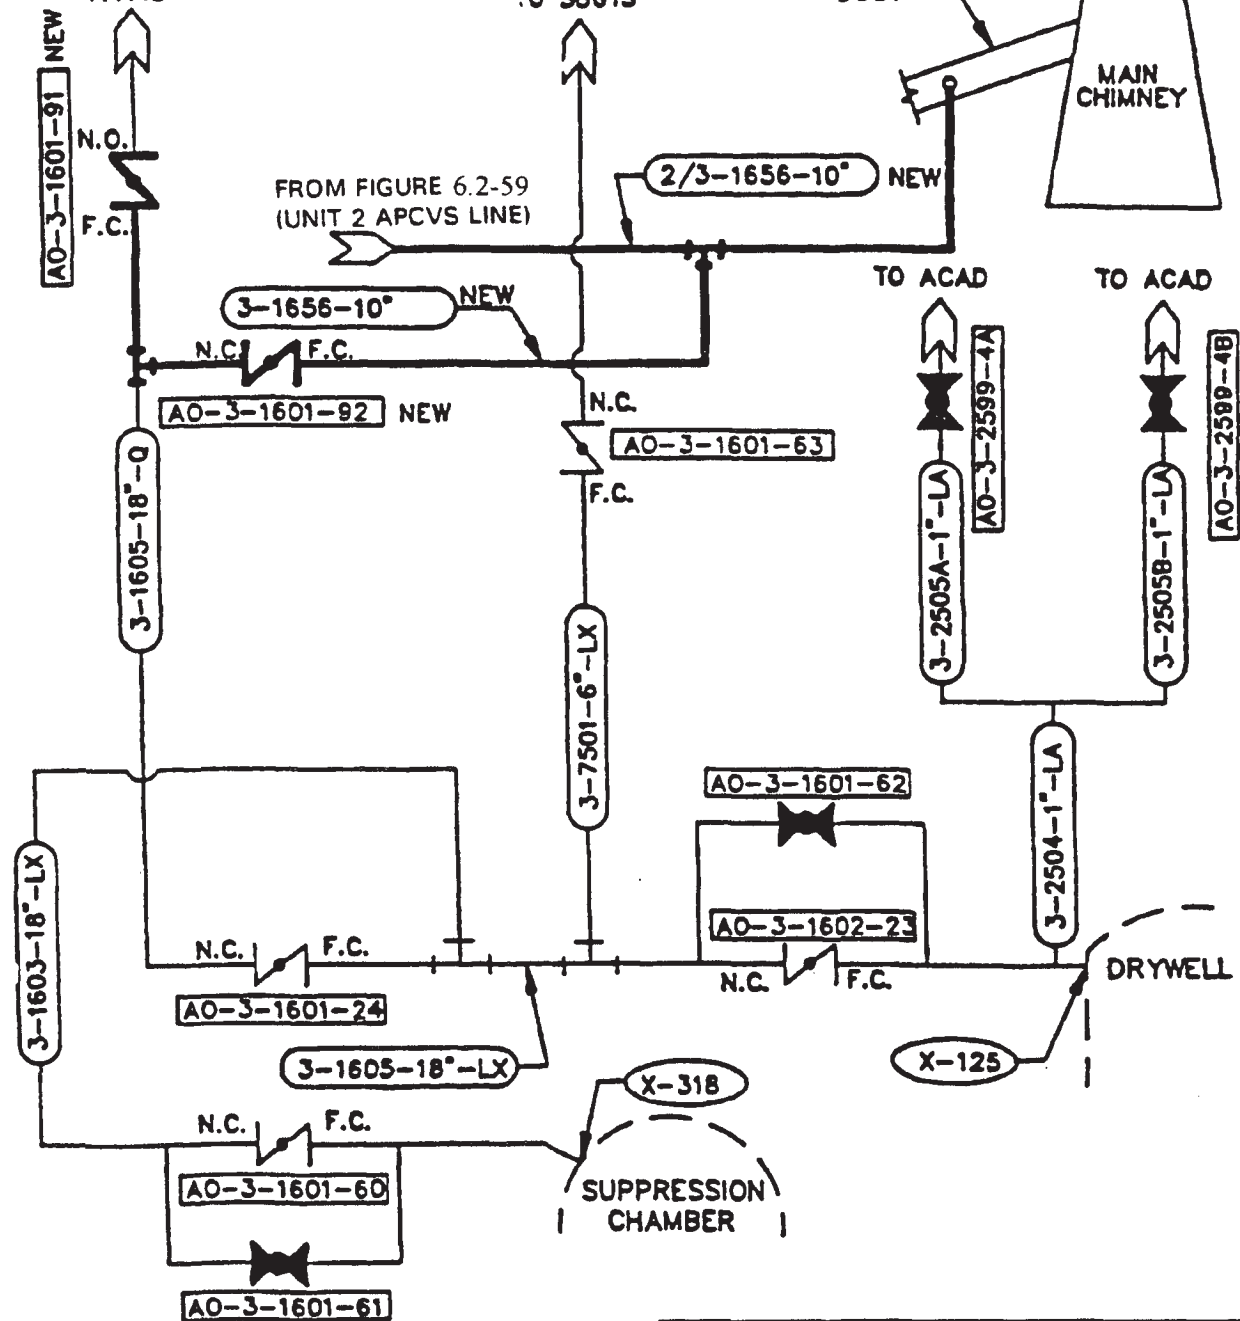 NEW
AO-3-1601-91
N.O.
F.C.
MAIN
CHIMNEY
FROM FIGURE 6.2-59
(UNIT 2 APCVS LINE)
2/3-1656-10" NEW
TO ACAD
TO ACAD
3-1656-10" NEW
N.C. F.C.
AO-3-1601-92 NEW
N.C.
AO-3-1601-63
F.C.
AO-3-2599-4A
AO-3-2599-4B
3-1605-18"-Q
3-2505A-1"-LA
3-2505B-1"-LA
3-7501-6"-LX
3-2504-1"-LA
AO-3-1601-62
3-1603-18"-LX
AO-3-1602-23
N.C. F.C.
N.C. F.C.
DRYWELL
AO-3-1601-24
3-1605-18"-LX
X-125
X-318
N.C. F.C.
AO-3-1601-60
SUPPRESSION
CHAMBER
AO-3-1601-61